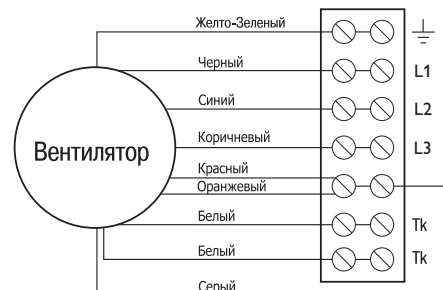 Желто-Зеленый
Черный L1
Синий L2
Коричневый L3
Вентилятор
Красный
Оранжевый
Белый Tk
Белый Tk
Серый